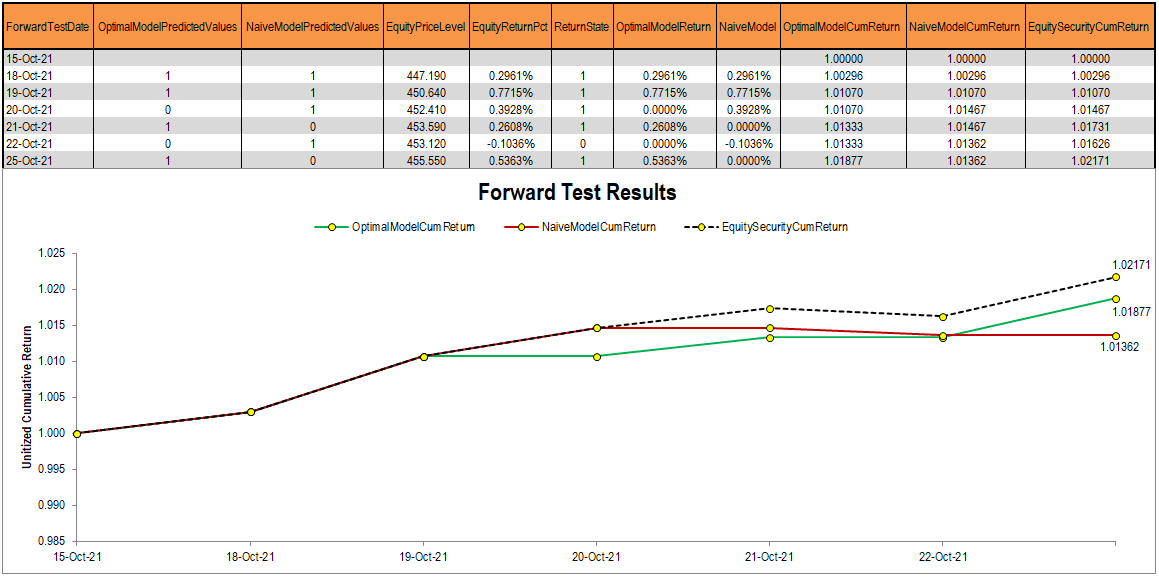 ForwardTestDate OptimalModelPredictedValues NaiveModelPredictedValues EquityPriceLevel EquityReturnPct ReturnState OptimalModelReturn NaiveModel OptimalModelCumReturn NaiveModelCumReturn EquitySecurityCumReturn
15-Oct-21 1.00000 1.00000 1.00000
18-Oct-21 1 1 447.190 0.2961% 1 0.2961% 0.2961% 1.00296 1.00296 1.00296
19-Oct-21 1 1 450.640 0.7715% 1 0.7715% 0.7715% 1.01070 1.01070 1.01070
20-Oct-21 0 1 452.410 0.3928% 1 0.0000% 0.3928% 1.01070 1.01467 1.01467
21-Oct-21 1 0 453.590 0.2608% 1 0.2608% 0.0000% 1.01333 1.01467 1.01731
22-Oct-21 0 1 453.120 -0.1036% 0 0.0000% -0.1036% 1.01333 1.01362 1.01626
25-Oct-21 1 0 455.550 0.5363% 1 0.5363% 0.0000% 1.01877 1.01362 1.02171
Forward Test Results
OptimalModelCumReturn NaiveModelCumReturn EquitySecurityCumReturn
Unitized Cumulative Return
1.025
1.020
1.015
1.010
1.005
1.000
0.995
0.990
0.985
1.02171
1.01877
1.01362
15-Oct-21 18-Oct-21 19-Oct-21 20-Oct-21 21-Oct-21 22-Oct-21